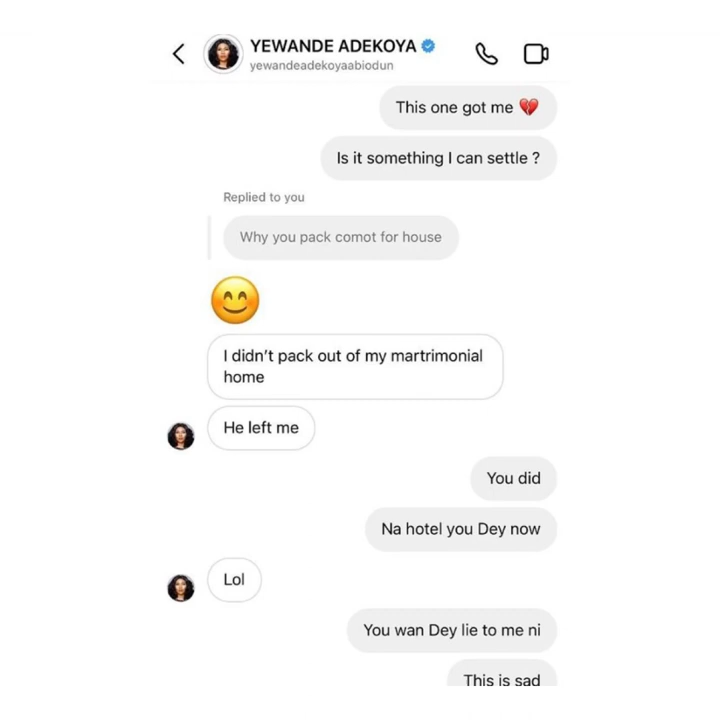 YEWANDE ADEKOYA
yewandeadekoyaabiodun
This one got me 💔
Is it something I can settle ?
Replied to you
Why you pack comot for house
😊
I didn't pack out of my martrimonial
home
He left me
You did
Na hotel you Dey now
Lol
You wan Dey lie to me ni
This is sad